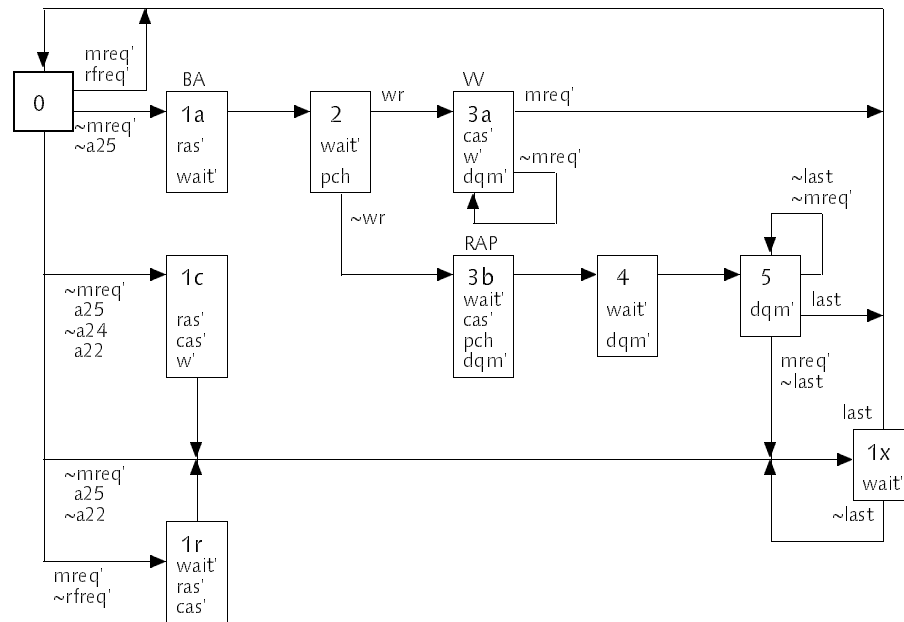 mreq'
rfreq'
0
~mreq'
~a25
BA
1a
ras'
wait'
2
wait'
pch
wr
~wr
W
3a
cas'
w'
dqm'
mreq'
~mreq'
~mreq'
a25
~a24
a22
1c
ras'
cas'
w'
RAP
3b
wait'
cas'
pch
dqm'
4
wait'
dqm'
~last
~mreq'
5
dqm'
last
mreq'
~last
last
1x
wait'
~last
~mreq'
a25
~a22
mreq'
~rfreq'
1r
wait'
ras'
cas'